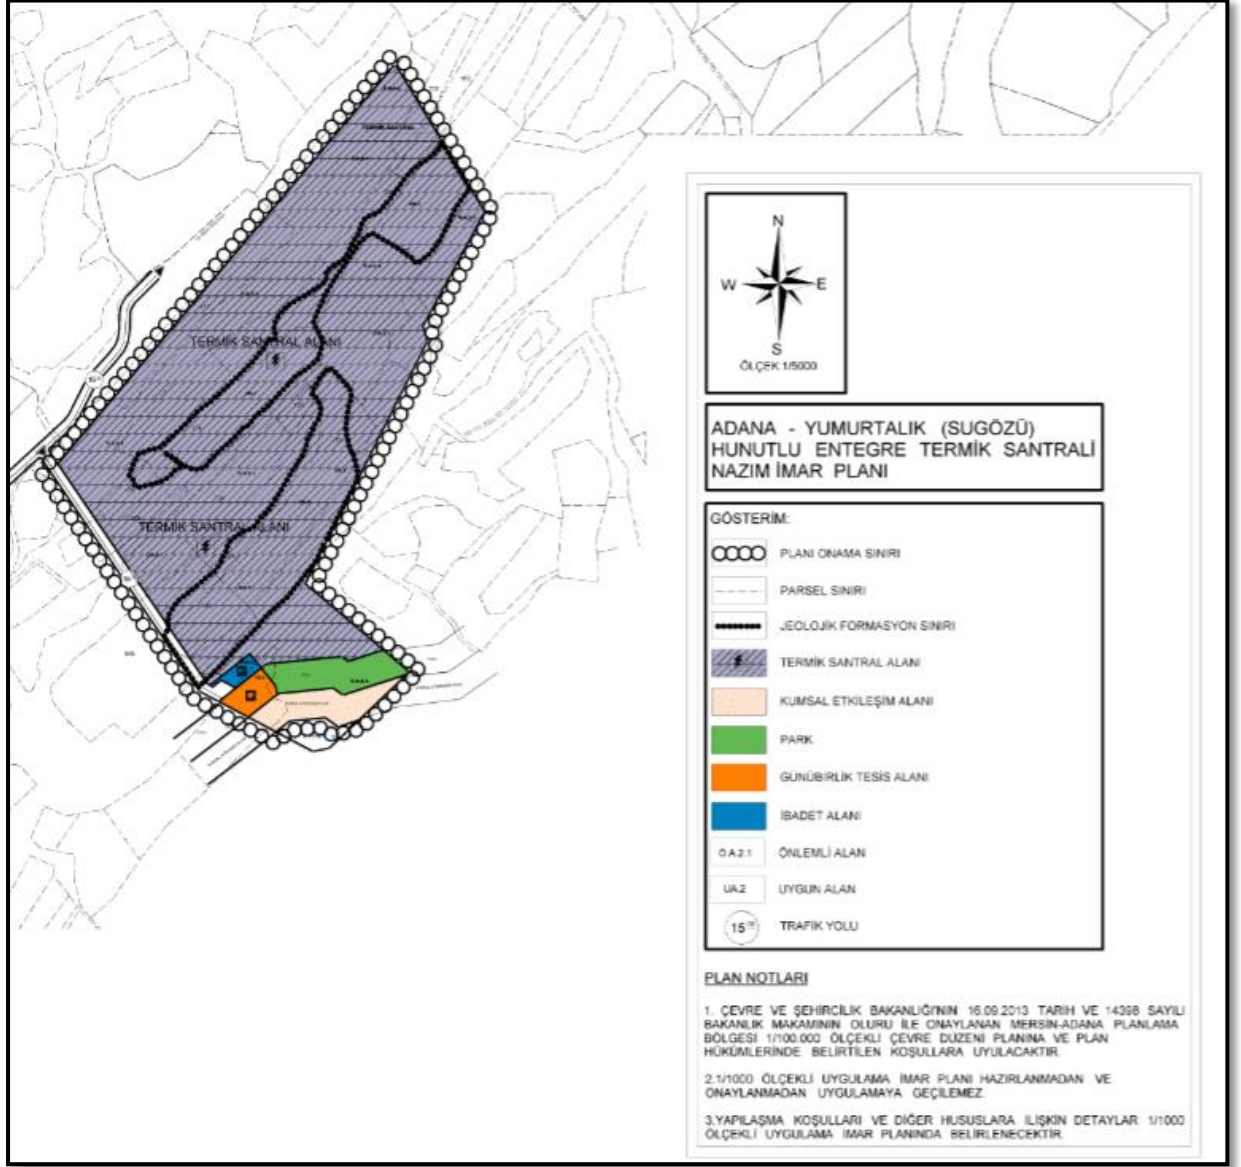 TERMİK SANTRAL
TERMİK SANTRAL ALANI
TERMİK SANTRAL ALANI
15
N
W
E
S
ÖLÇEK 1/5000
ADANA - YUMURTALIK (SUGÖZÜ)
HUNUTLU ENTEGRE TERMİK SANTRALİ
NAZIM İMAR PLANI
GÖSTERİM:
PLANI ONAMA SINIRI
PARSEL SINIRI
JEOLOJİK FORMASYON SINIRI
TERMİK SANTRAL ALANI
KUMSAL ETKİLEŞİM ALANI
PARK
GÜNÜBİRLİK TESİS ALANI
İBADET ALANI
Ö.A.2.1 ÖNLEMLİ ALAN
UA.2 UYGUN ALAN
15 TRAFİK YOLU
PLAN NOTLARI
1. ÇEVRE VE ŞEHİRCİLİK BAKANLIĞI'NIN 16.09.2013 TARİH VE 14398 SAYILI
BAKANLIK MAKAMININ OLURU İLE ONAYLANAN MERSİN-ADANA PLANLAMA
BÖLGESİ 1/100.000 ÖLÇEKLİ ÇEVRE DÜZENİ PLANINA VE PLAN
HÜKÜMLERİNDE BELİRTİLEN KOŞULLARA UYULACAKTIR.
2.1/1000 ÖLÇEKLİ UYGULAMA İMAR PLANI HAZIRLANMADAN VE
ONAYLANMADAN UYGULAMAYA GEÇİLEMEZ.
3.YAPILAŞMA KOŞULLARI VE DİĞER HUSUSLARA İLİŞKİN DETAYLAR 1/1000
ÖLÇEKLİ UYGULAMA İMAR PLANINDA BELİRLENECEKTİR.